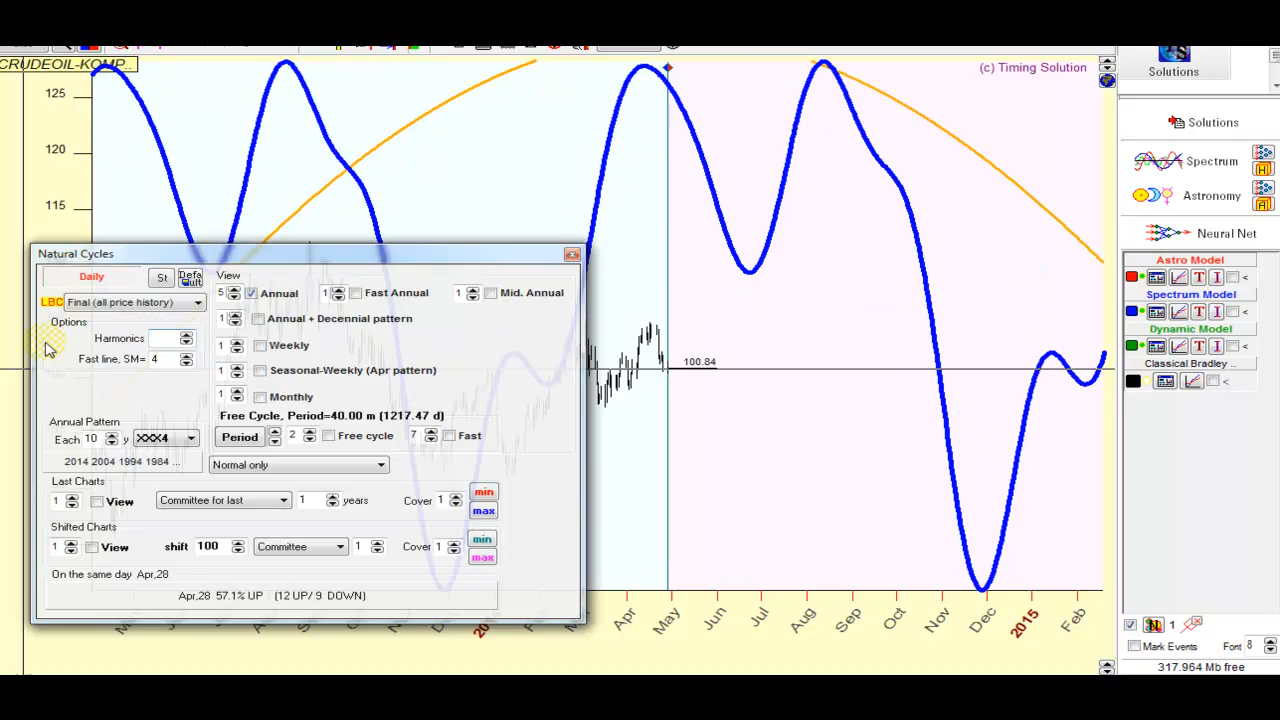 CRUDEOIL-KOMP..
(c) Timing Solution
125
120
115
100.84
Natural Cycles
Daily
St
Defa
ult
LBC
Final (all price history)
Options
Harmonics
Fast line, SM= 4
View
5 Annual
1 Fast Annual
1 Mid. Annual
1 Annual + Decennial pattern
1 Weekly
1 Seasonal-Weekly (Apr pattern)
1 Monthly
Free Cycle, Period=40.00 m (1217.47 d)
Period
2 Free cycle
7 Fast
Annual Pattern
Each 10 y XXX4
2014 2004 1994 1984 ...
Normal only
Last Charts
1 View
Committee for last
1 years
Cover 1
min
max
Shifted Charts
1 View
shift 100
Committee
1
Cover 1
min
max
On the same day Apr,28
Apr,28 57.1% UP (12 UP/ 9 DOWN)
Apr
May
Jun
Jul
Aug
Sep
Oct
Nov
Dec
2015
Feb
Solutions
Solutions
Spectrum
Astronomy
Neural Net
Astro Model
T I <
Spectrum Model
T I <
Dynamic Model
T I <
Classical Bradley ..
<
N 1
Mark Events
Font 8
317.964 Mb free